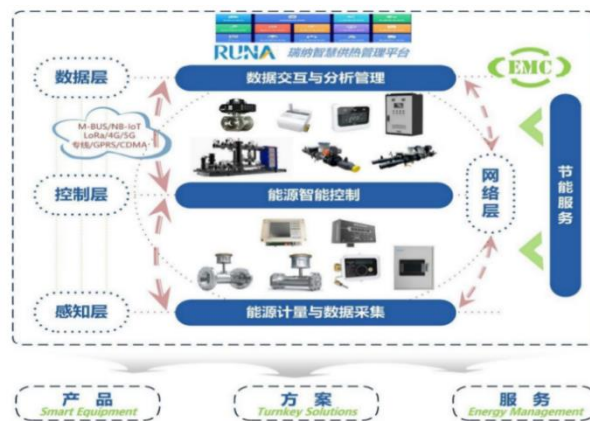 RUNA 瑞纳智慧供热管理平台
数据层
数据交互与分析管理
EMC
M-BUS/NB-IoT
LoRa/4G/5G
专线/GPRS/CDMA
控制层
能源智能控制
网络层
节能服务
感知层
能源计量与数据采集
产品
Smart Equipment
方案
Turnkey Solutions
服务
Energy Management